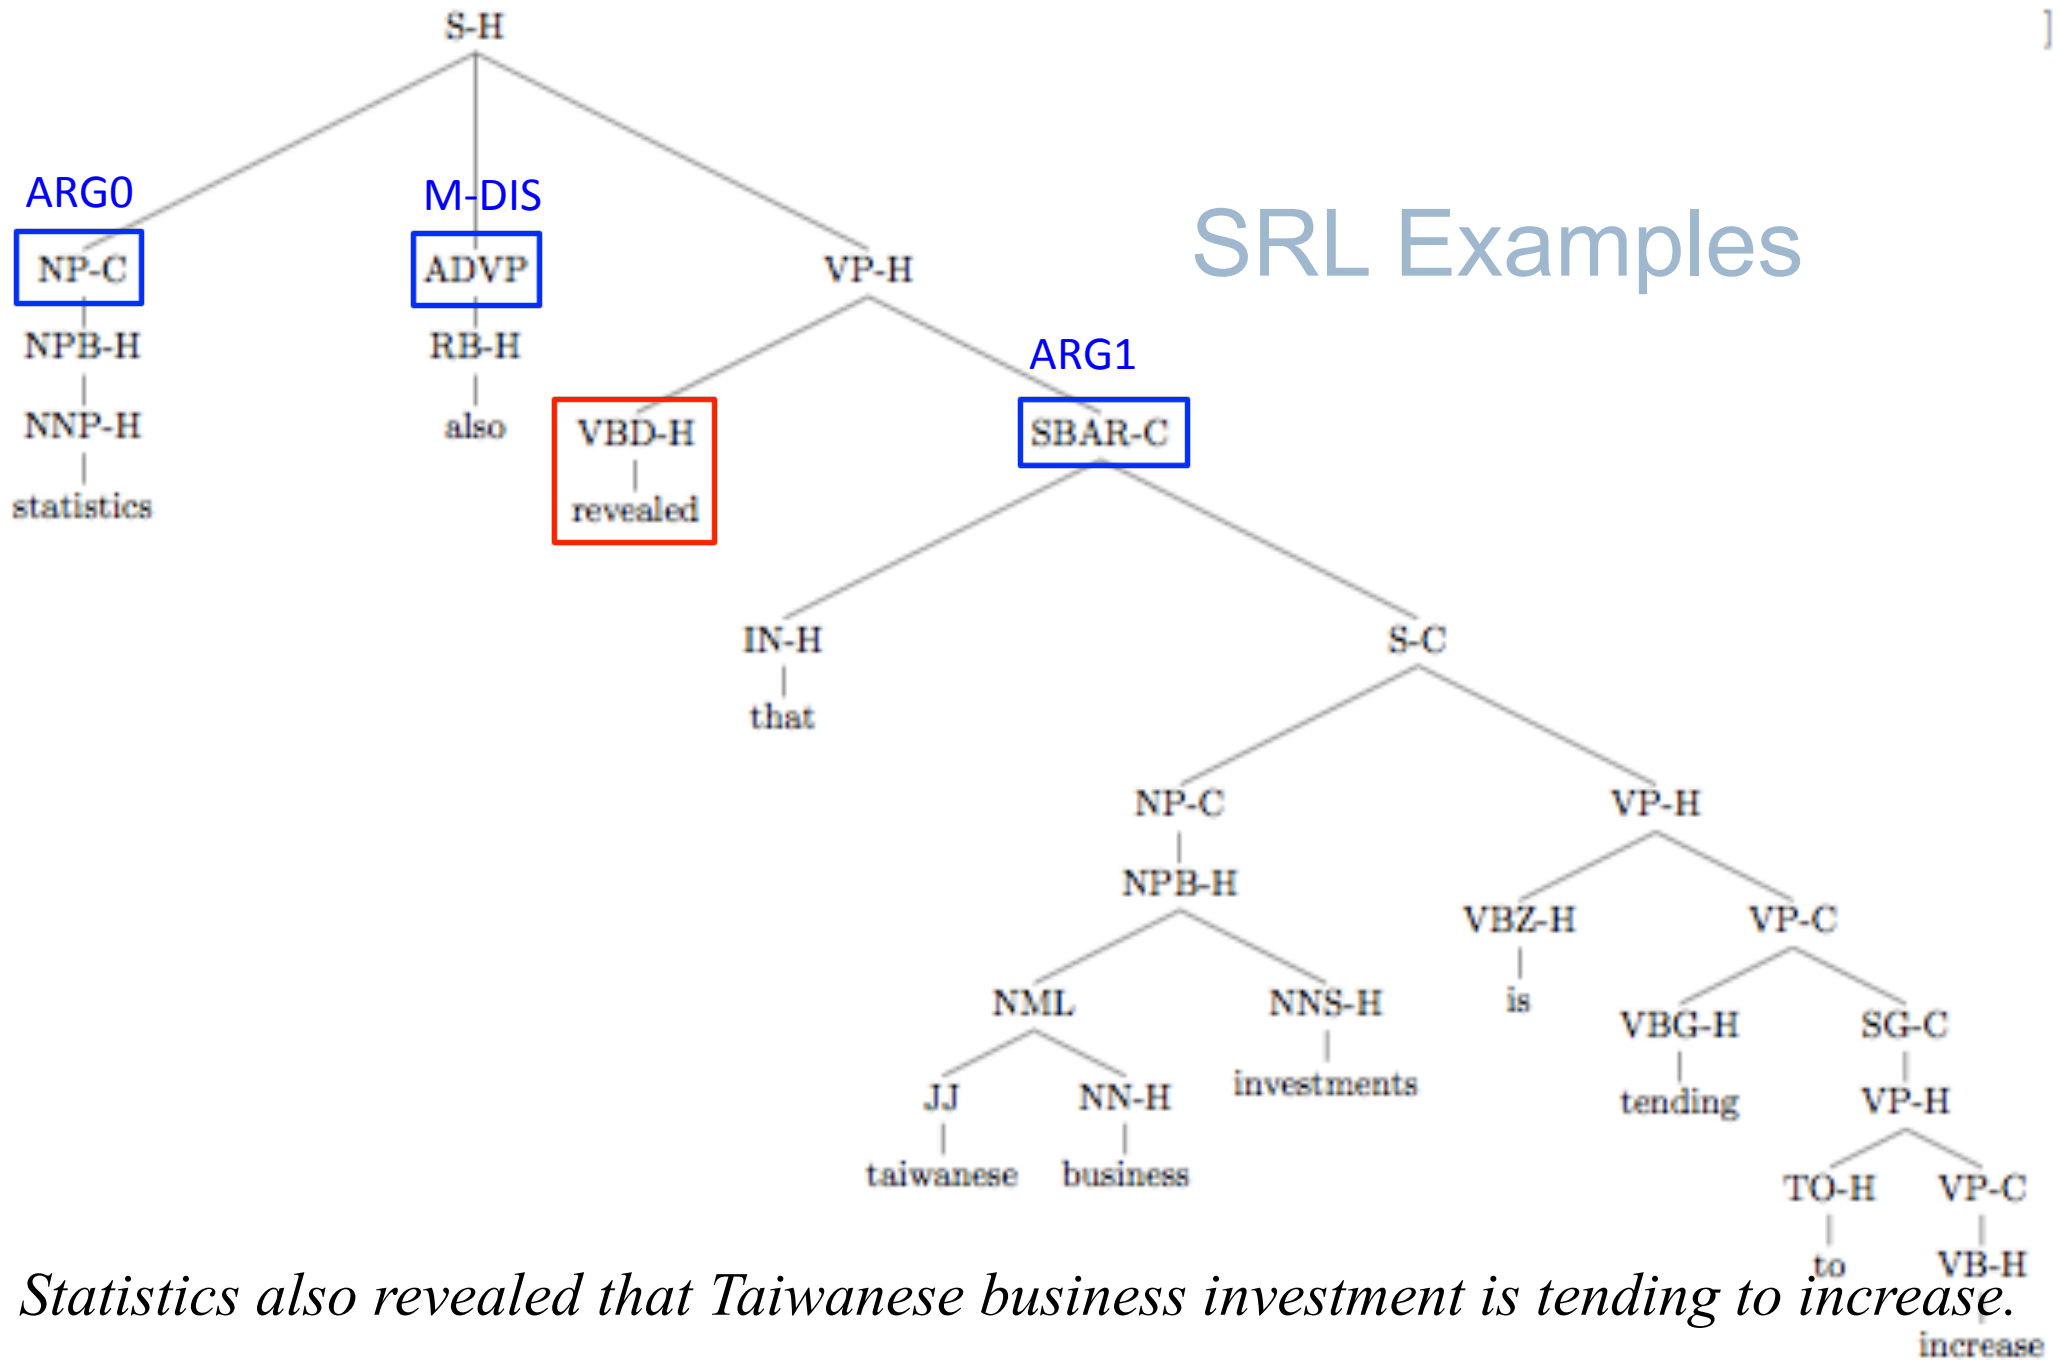 S-H ]
ARG0 M-DIS
SRL Examples
NP-C ADVP VP-H
NPB-H RB-H ARG1
NNP-H also VBD-H SBAR-C
statistics revealed
IN-H S-C
that
NP-C VP-H
NPB-H
VBZ-H VP-C
NML NNS-H is
VBG-H SG-C
JJ NN-H investments tending VP-H
taiwanese business
TO-H VP-C
to VB-H
Statistics also revealed that Taiwanese business investment is tending to increase.
increase